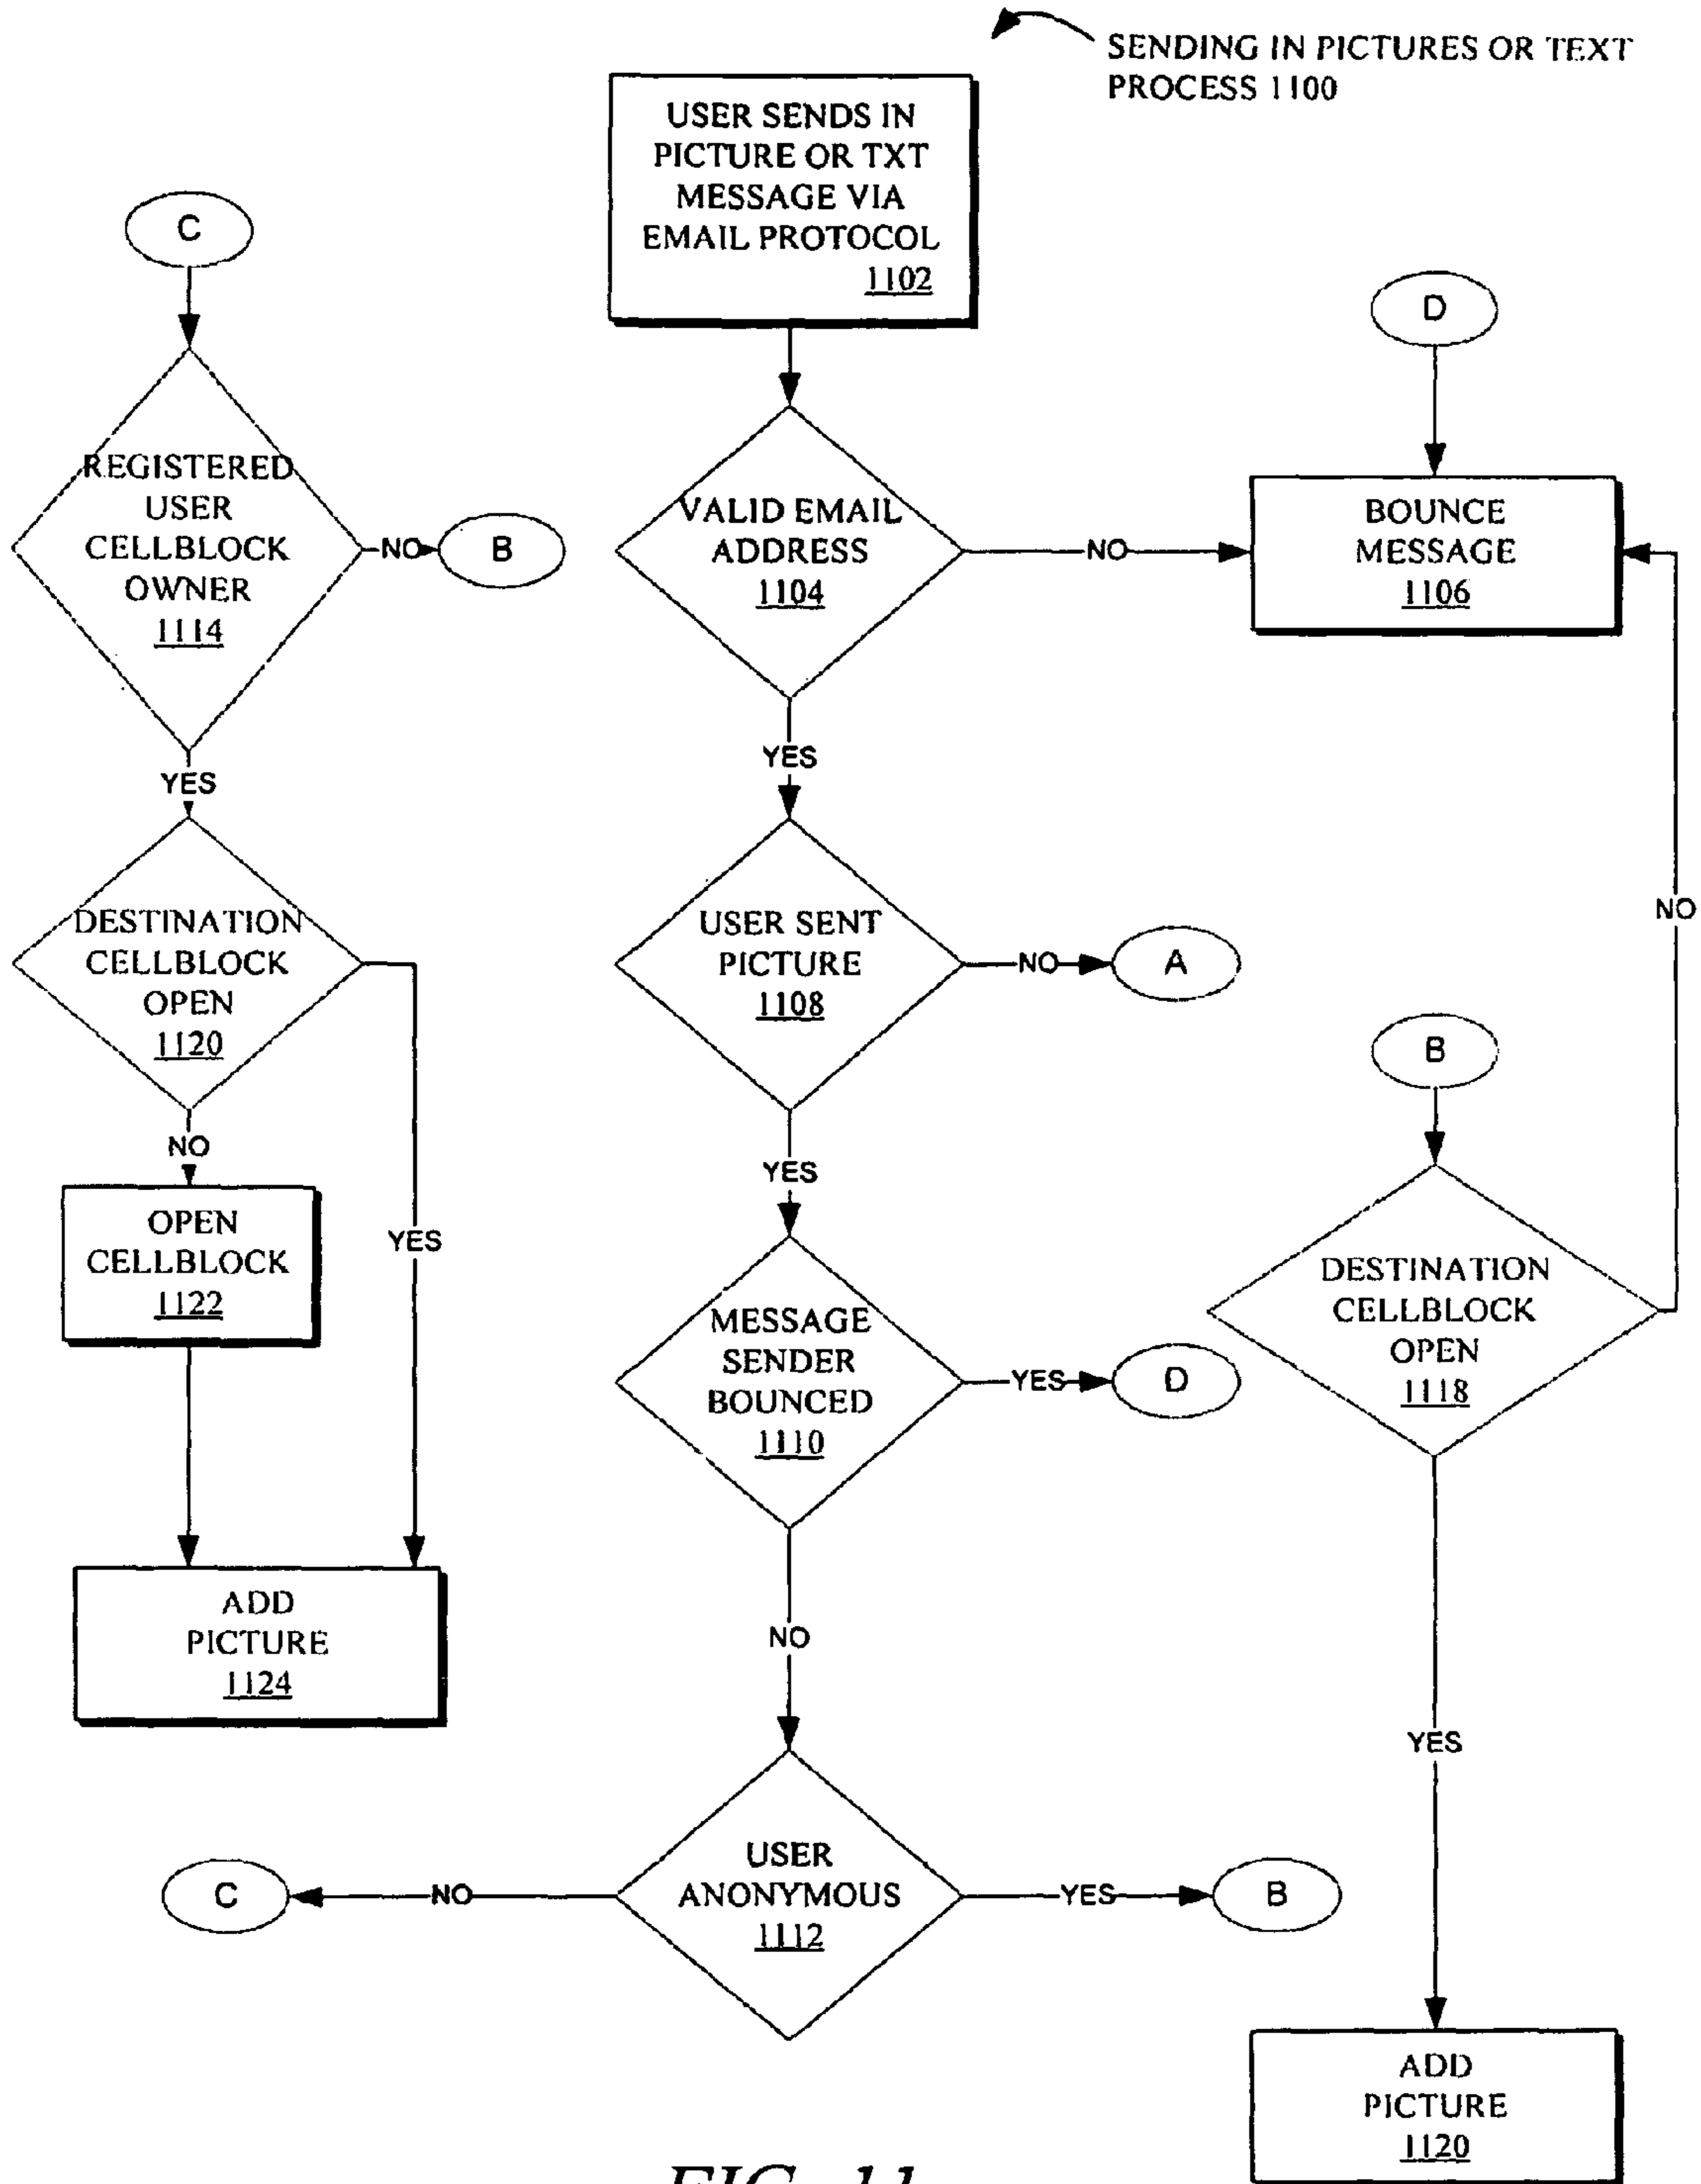 SENDING IN PICTURES OR TEXT
PROCESS 1100
USER SENDS IN
PICTURE OR TXT
MESSAGE VIA
EMAIL PROTOCOL
1102
C
D
REGISTERED
USER
CELLBLOCK
OWNER
1114
NO
B
VALID EMAIL
ADDRESS
1104
NO
BOUNCE
MESSAGE
1106
YES
YES
DESTINATION
CELLBLOCK
OPEN
1120
USER SENT
PICTURE
1108
NO
A
NO
B
NO
YES
YES
OPEN
CELLBLOCK
1122
MESSAGE
SENDER
BOUNCED
1110
YES
D
DESTINATION
CELLBLOCK
OPEN
1118
ADD
PICTURE
1124
NO
YES
C
NO
USER
ANONYMOUS
1112
YES
B
ADD
PICTURE
1120
FIG. 11